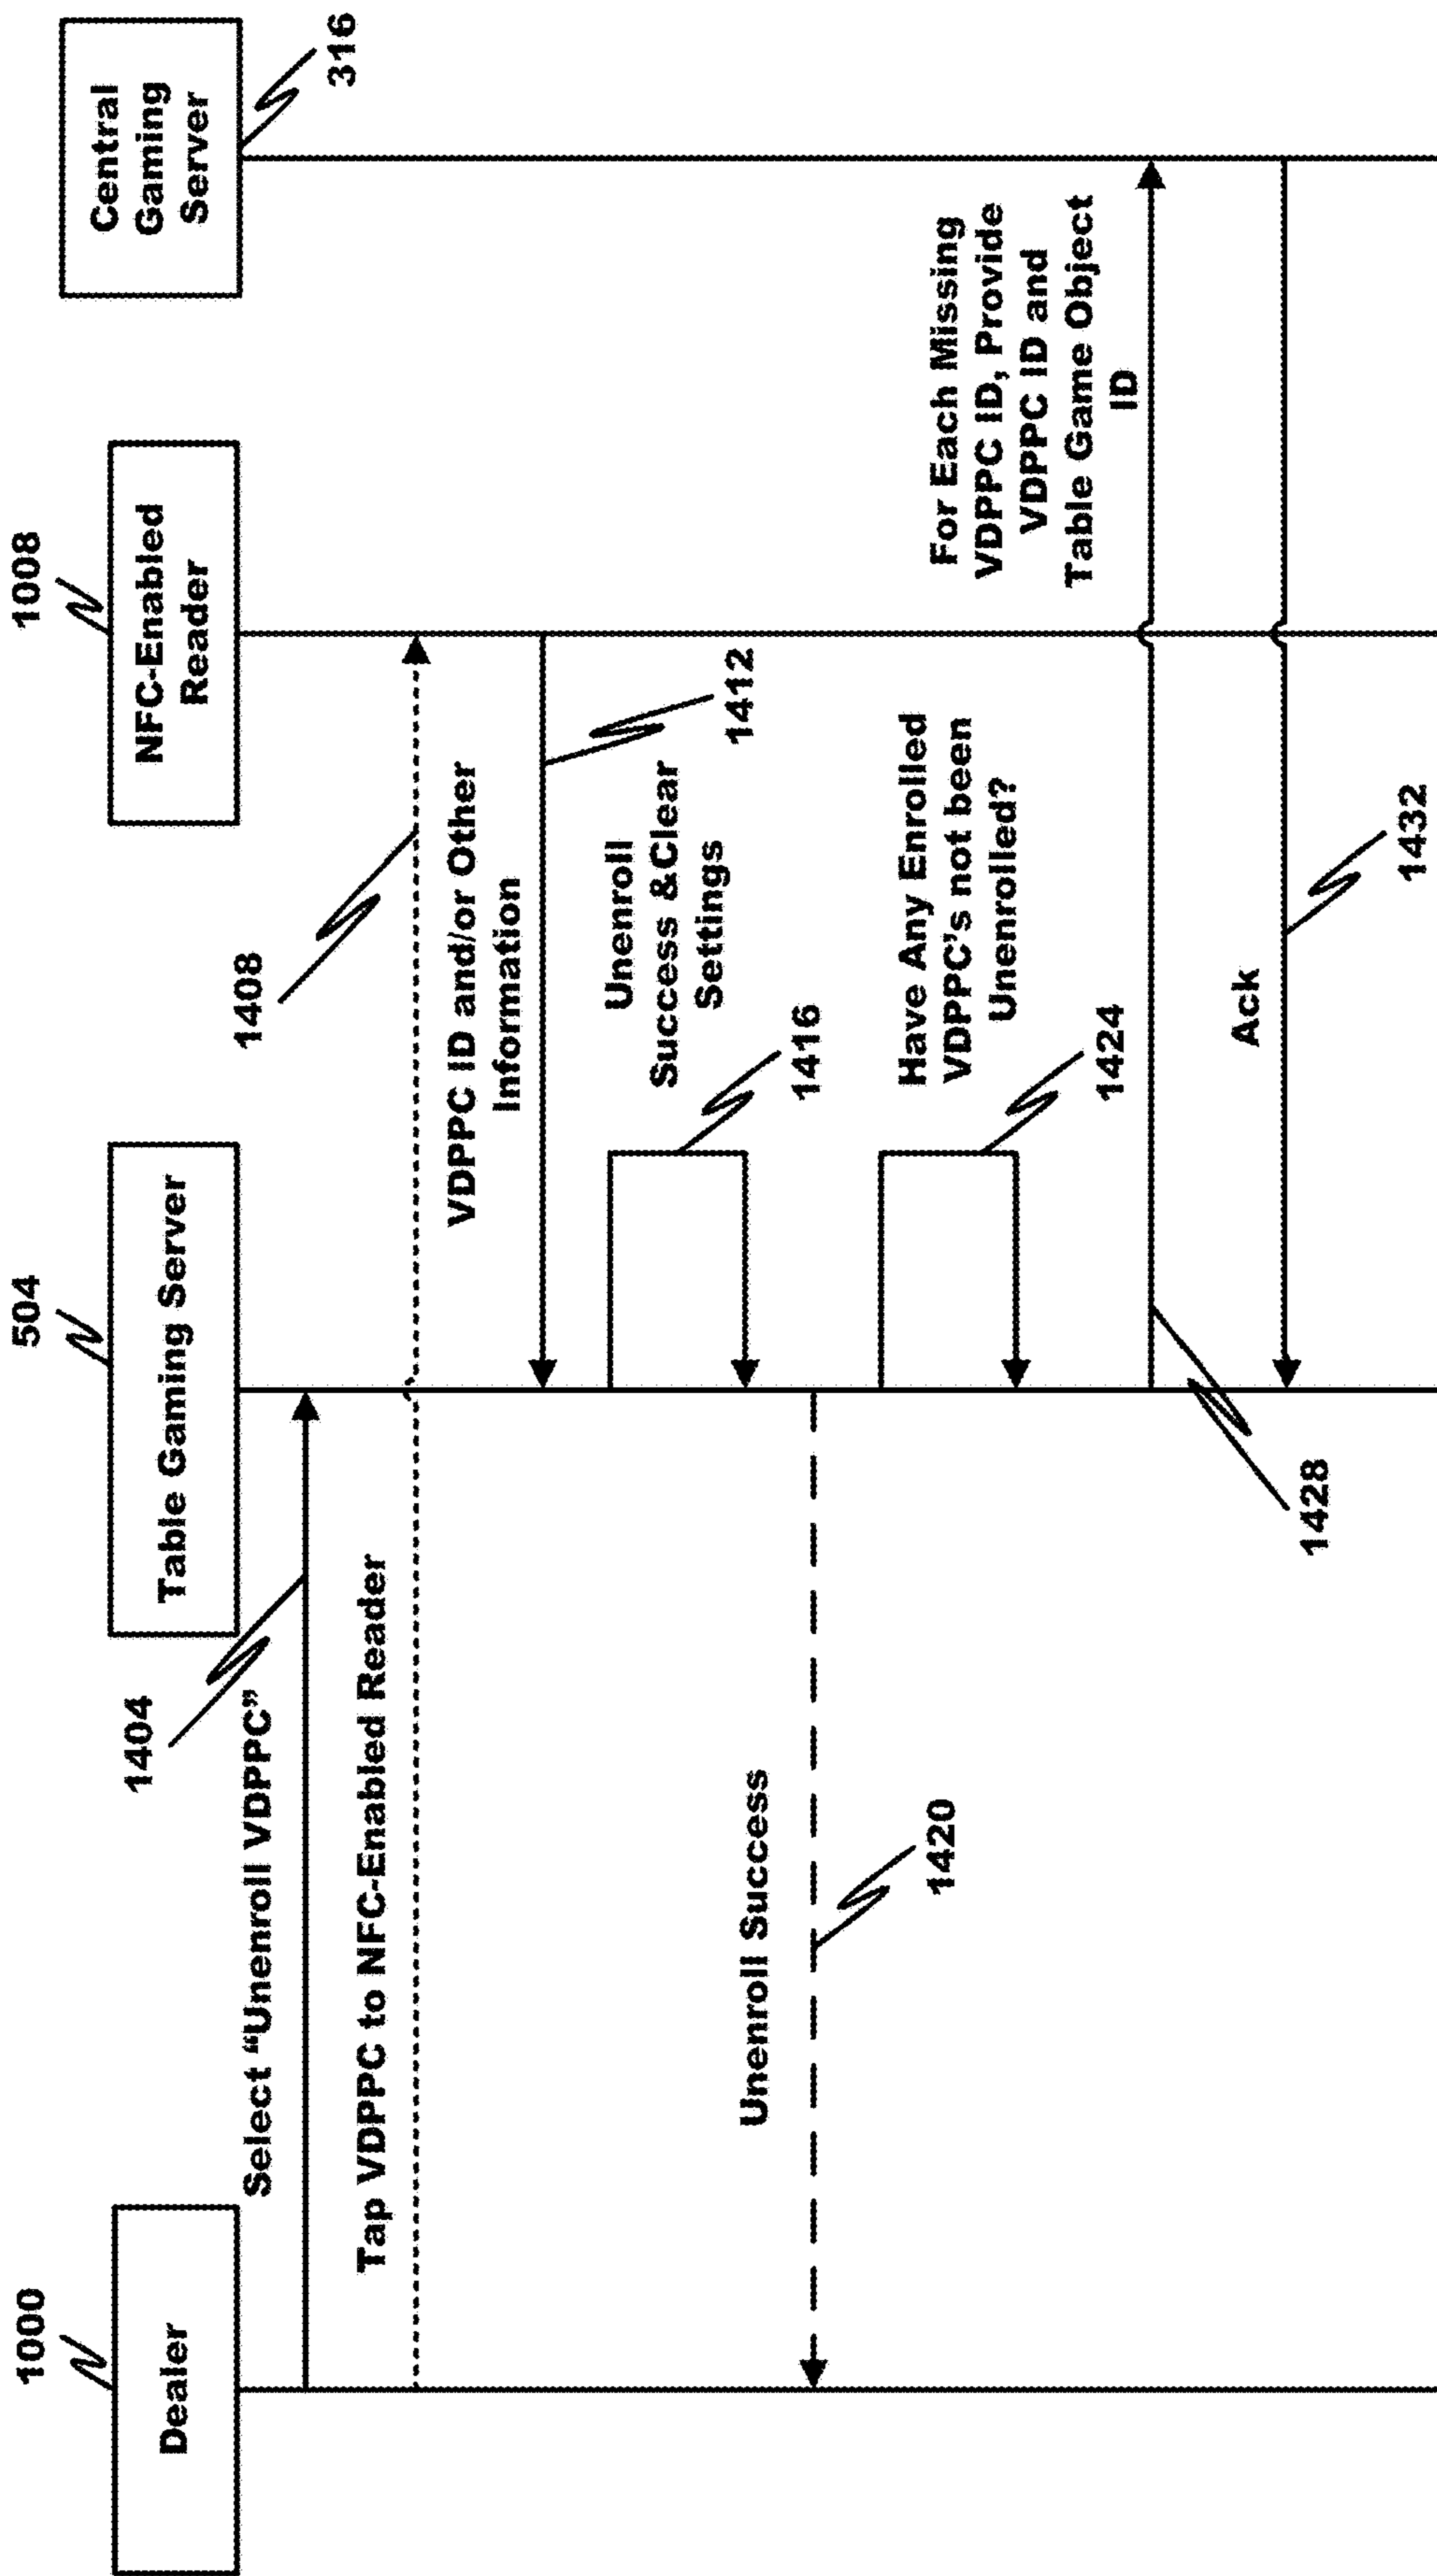 1000
Dealer
504
Table Gaming Server
1008
NFC-Enabled
Reader
Central
Gaming
Server
316
1404
Select “Unenroll VDPPC”
Tap VDPPC to NFC-Enabled Reader
1408
VDPPC ID and/or Other
Information
1412
Unenroll
Success &Clear
Settings
1416
Unenroll Success
1420
Have Any Enrolled
VDPPC's not been
Unenrolled?
1424
For Each Missing
VDPPC ID, Provide
VDPPC ID and
Table Game Object
ID
1428
Ack
1432